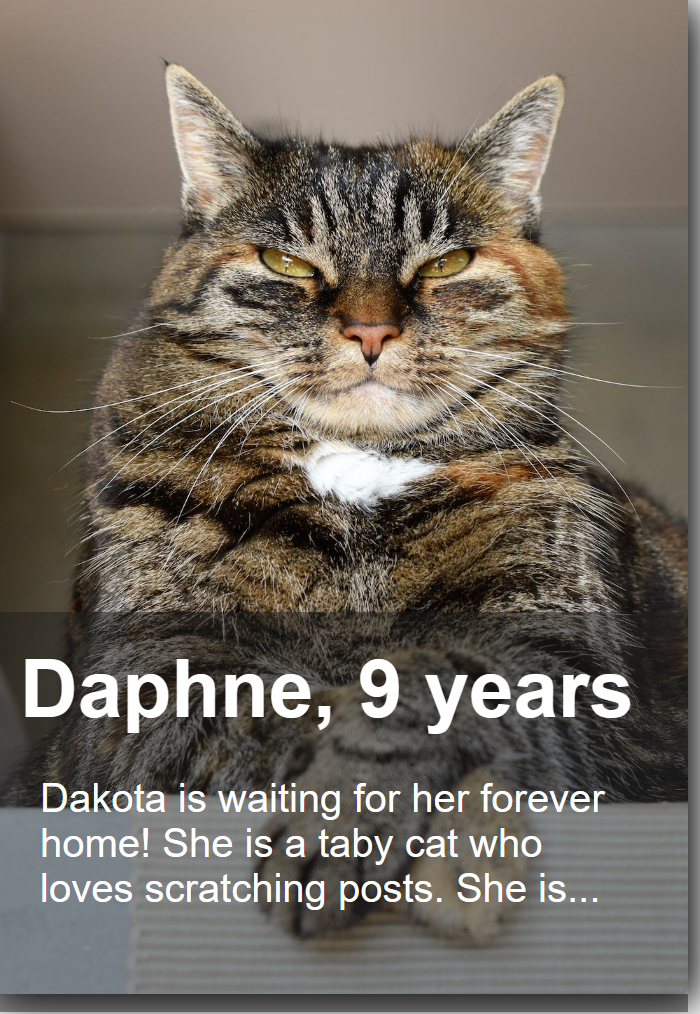 Daphne, 9 years
Dakota is waiting for her forever
home! She is a taby cat who
loves scratching posts. She is...